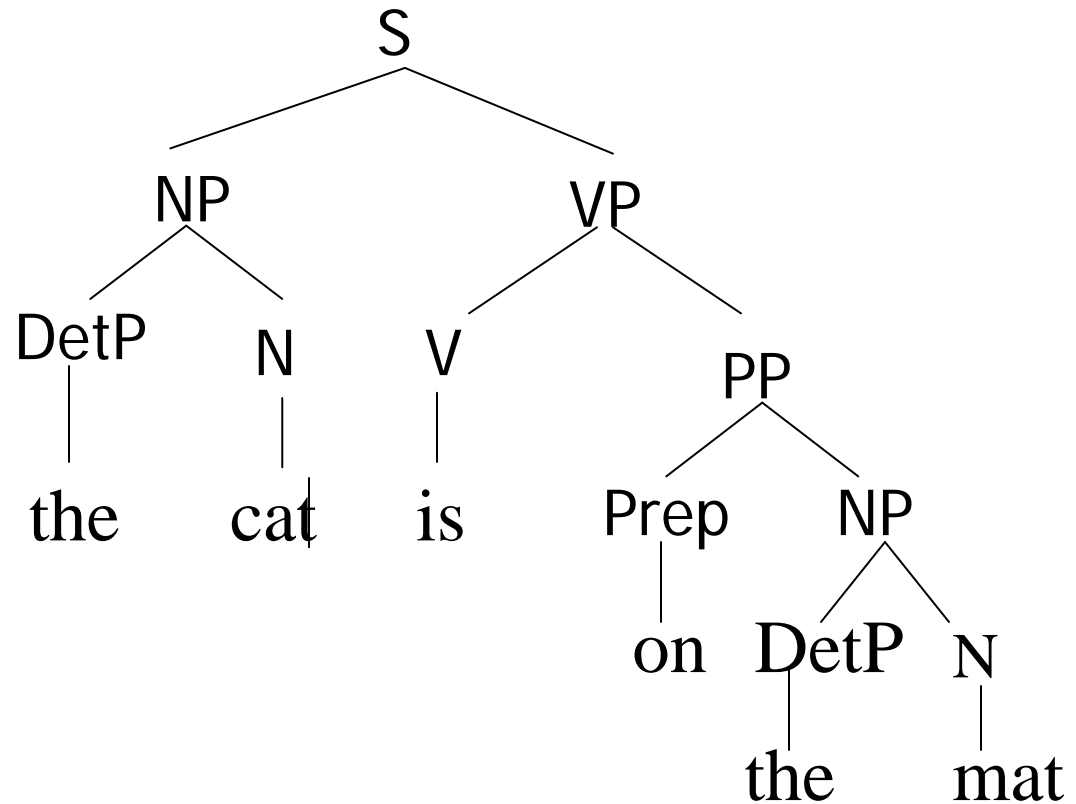 S
NP VP
DetP N V PP
the cat is Prep NP
on DetP N
the mat